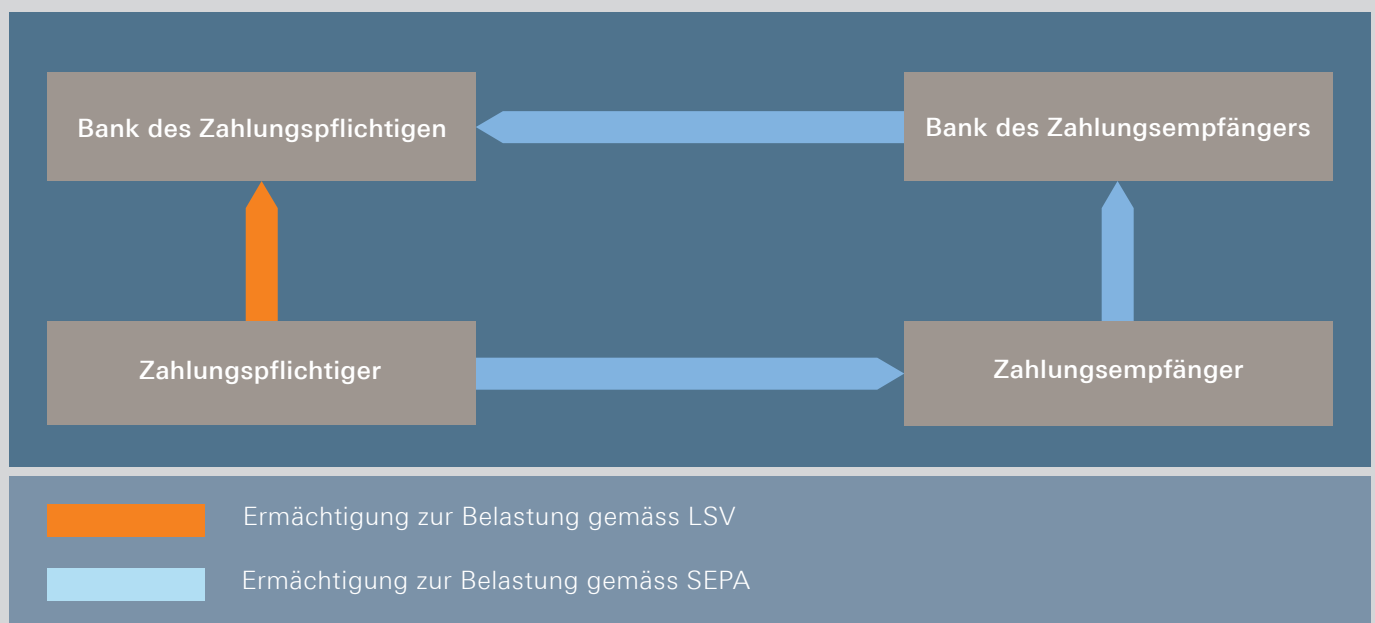 Bank des Zahlungspflichtigen
Bank des Zahlungsempfängers
Zahlungspflichtiger
Zahlungsempfänger
Ermächtigung zur Belastung gemäss LSV
Ermächtigung zur Belastung gemäss SEPA